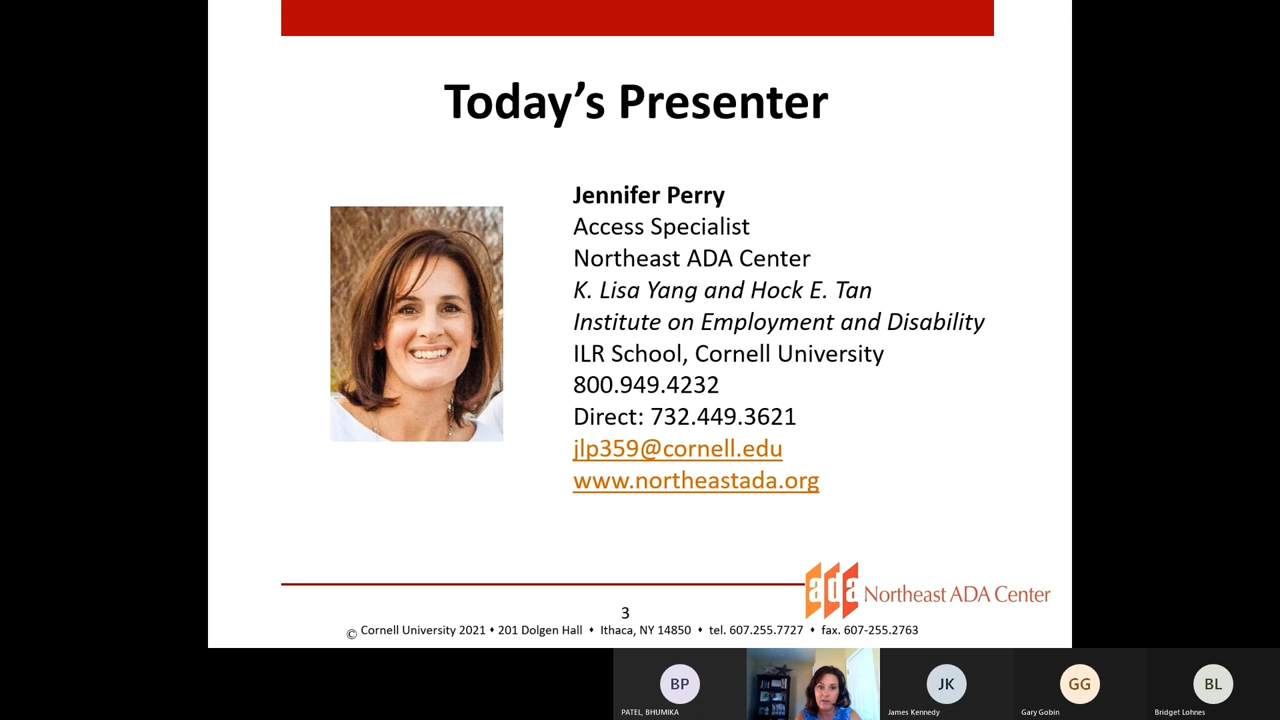 Today's Presenter
Jennifer Perry
Access Specialist
Northeast ADA Center
K. Lisa Yang and Hock E. Tan
Institute on Employment and Disability
ILR School, Cornell University
800.949.4232
Direct: 732.449.3621
jlp359@cornell.edu
www.northeastada.org
ada Northeast ADA Center
3
© Cornell University 2021 • 201 Dolgen Hall • Ithaca, NY 14850 • tel. 607.255.7727 • fax. 607-255.2763
BP JK GG BL
PATEL, BHUMIKA James Kennedy Gary Gobin Bridget Lohnes